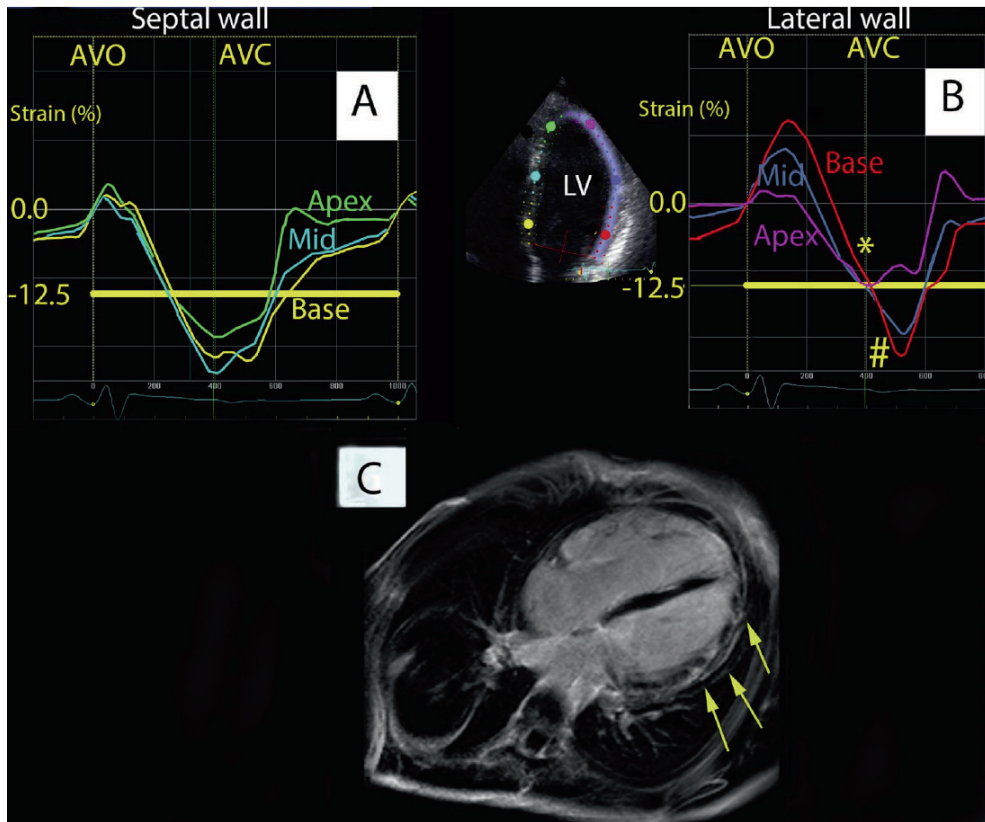 Septal wall
AVO AVC
A
Strain (%)
0.0
Apex
Mid
-12.5
Base
0 200 400 600 800 1000
LV
Lateral wall
AVO AVC
B
Strain (%)
Base
Mid
0.0
Apex
*
-12.5
#
0 200 400 600 800
C